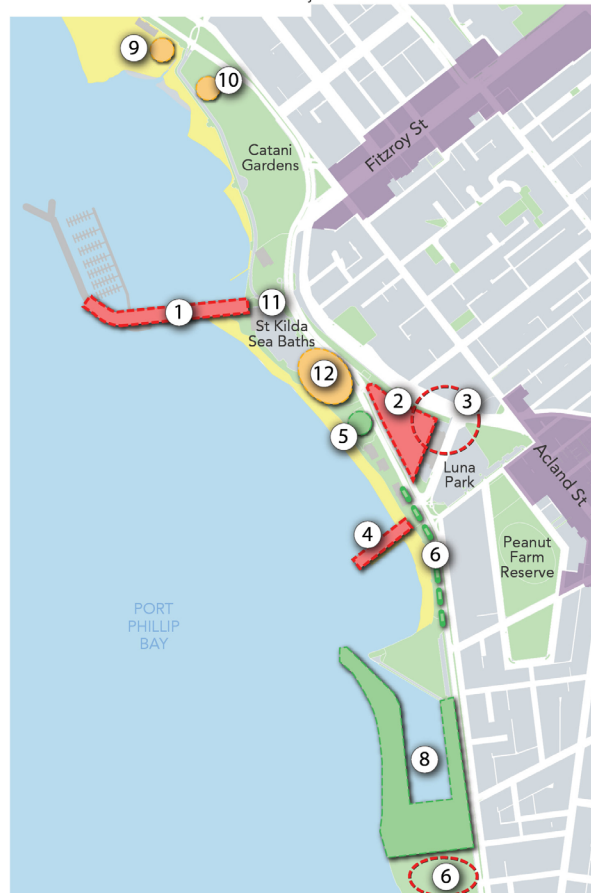 9
10
Catani
Gardens
Fitzroy St
1
11
St Kilda
Sea Baths
12
2
3
5
Luna
Park
Acland St
4
6
Peanut
Farm
Reserve
PORT
PHILLIP
BAY
8
6